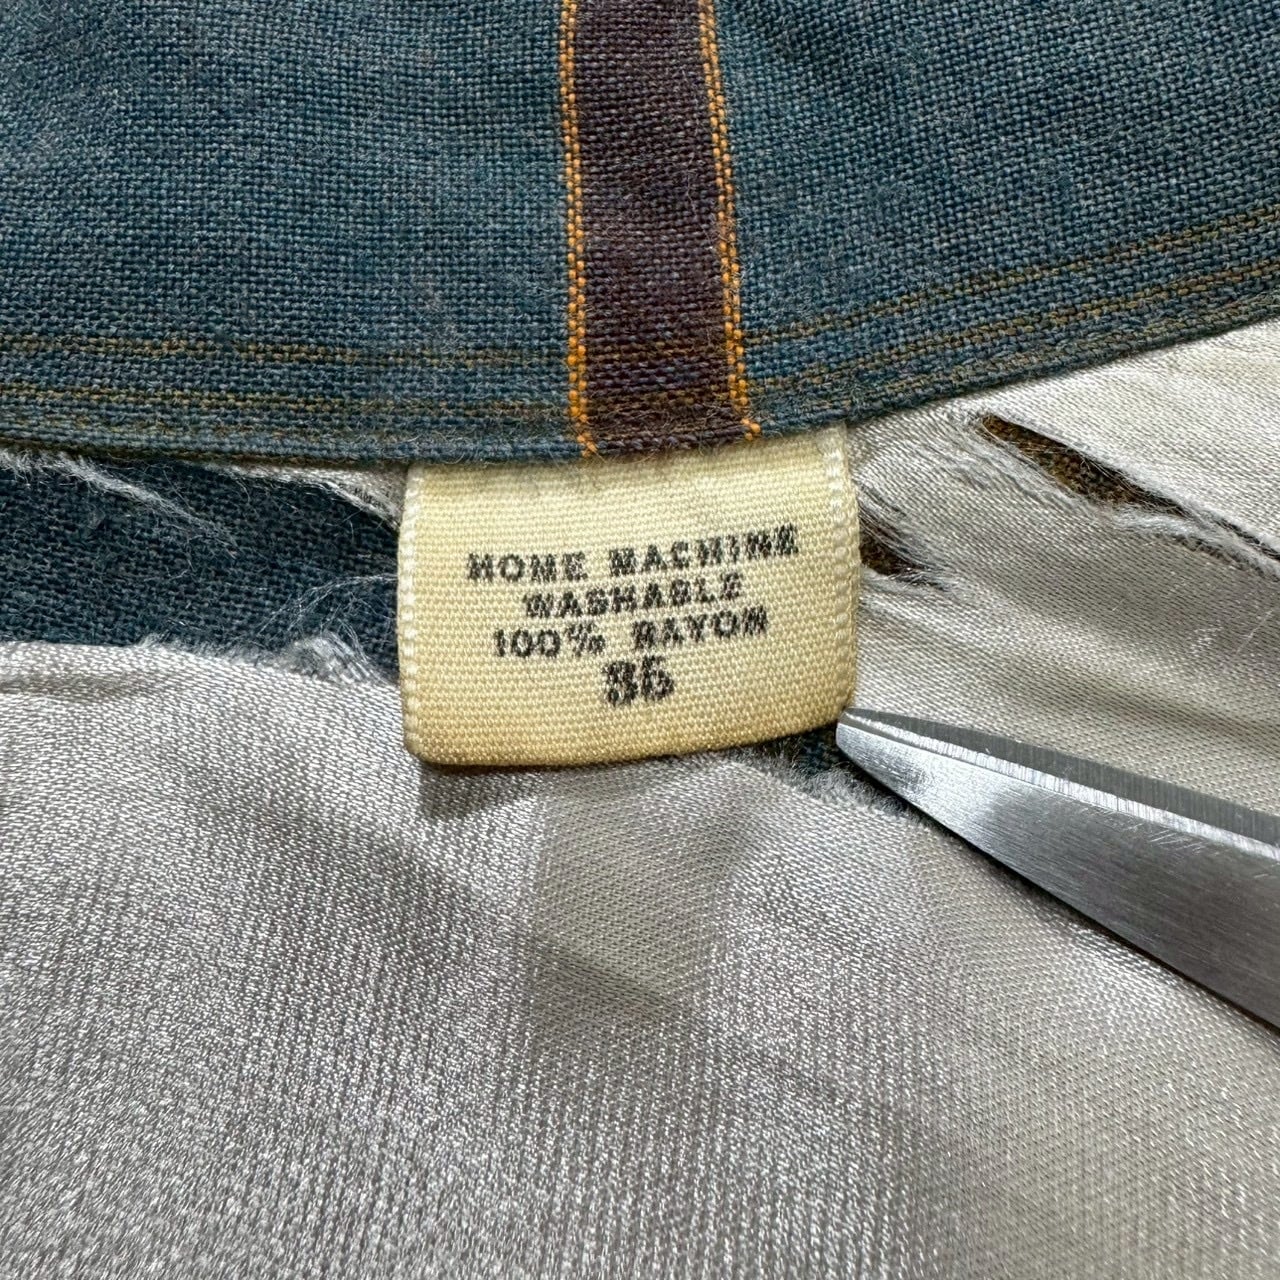 HOME MACHINE
WASHABLE
100% RAYON
36